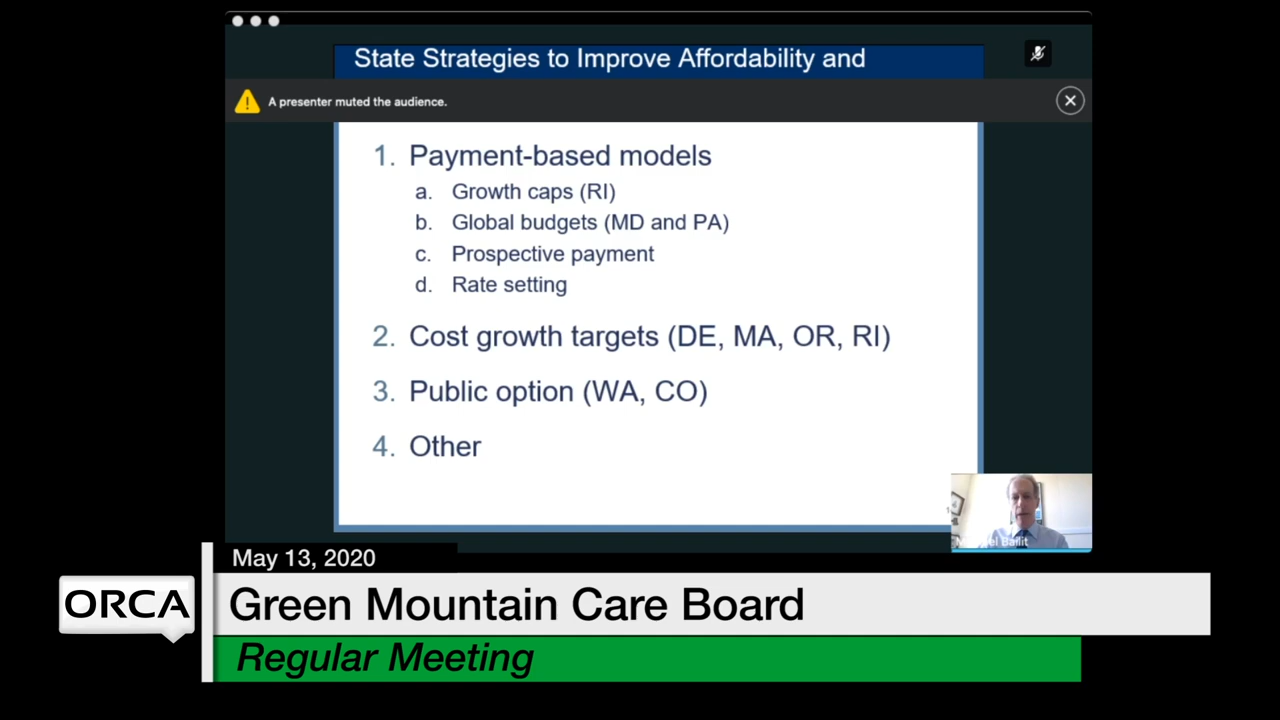 State Strategies to Improve Affordability and
A presenter muted the audience.
1. Payment-based models
a. Growth caps (RI)
b. Global budgets (MD and PA)
c. Prospective payment
d. Rate setting
2. Cost growth targets (DE, MA, OR, RI)
3. Public option (WA, CO)
4. Other
Bailit
May 13, 2020
ORCA
Green Mountain Care Board
Regular Meeting